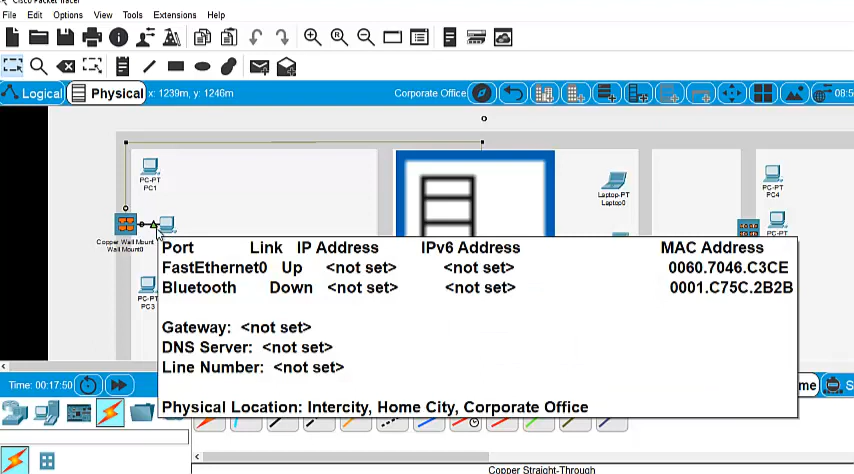 Cisco Packet Tracer
File Edit Options View Tools Extensions Help
Logical Physical x: 1239m, y: 1246m Corporate Office 08:5
PC-PT
PC1
Laptop-PT
Laptop0
PC-PT
PC4
PC-PT
Copper Wall Mount
Wall Mount0
PC-PT
PC3
Port Link IP Address IPv6 Address MAC Address
FastEthernet0 Up <not set> <not set> 0060.7046.C3CE
Bluetooth Down <not set> <not set> 0001.C75C.2B2B
Gateway: <not set>
DNS Server: <not set>
Line Number: <not set>
Physical Location: Intercity, Home City, Corporate Office
Time: 00:17:50 me S
Copper Straight-Through